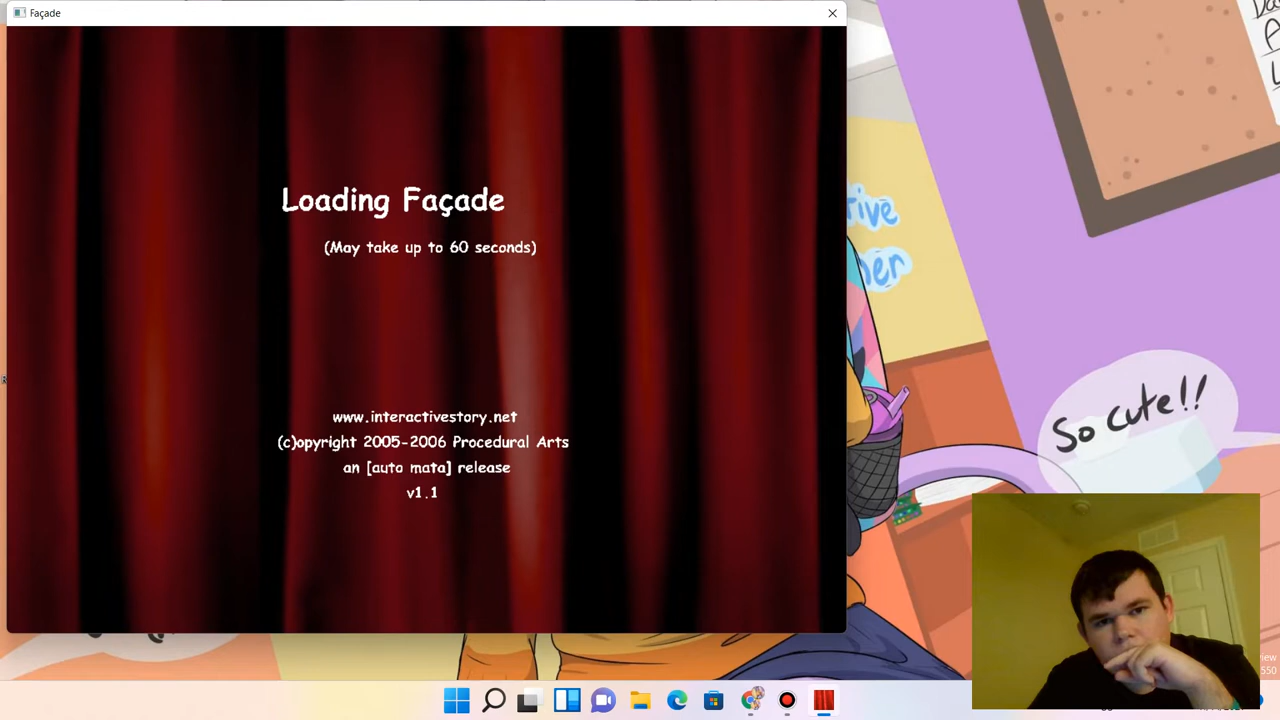 Façade
Loading Façade
(May take up to 60 seconds)
www.interactivestory.net
(c)opyright 2005-2006 Procedural Arts
an [auto mata] release
v1.1
So cute!!